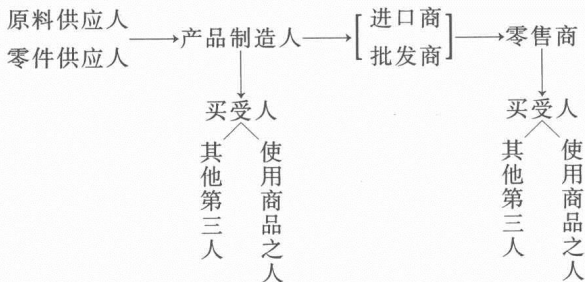 原料供应人
零件供应人
产品制造人
进口商
批发商
零售商
买受人
其他第三人
使用商品之人
买受人
其他第三人
使用商品之人